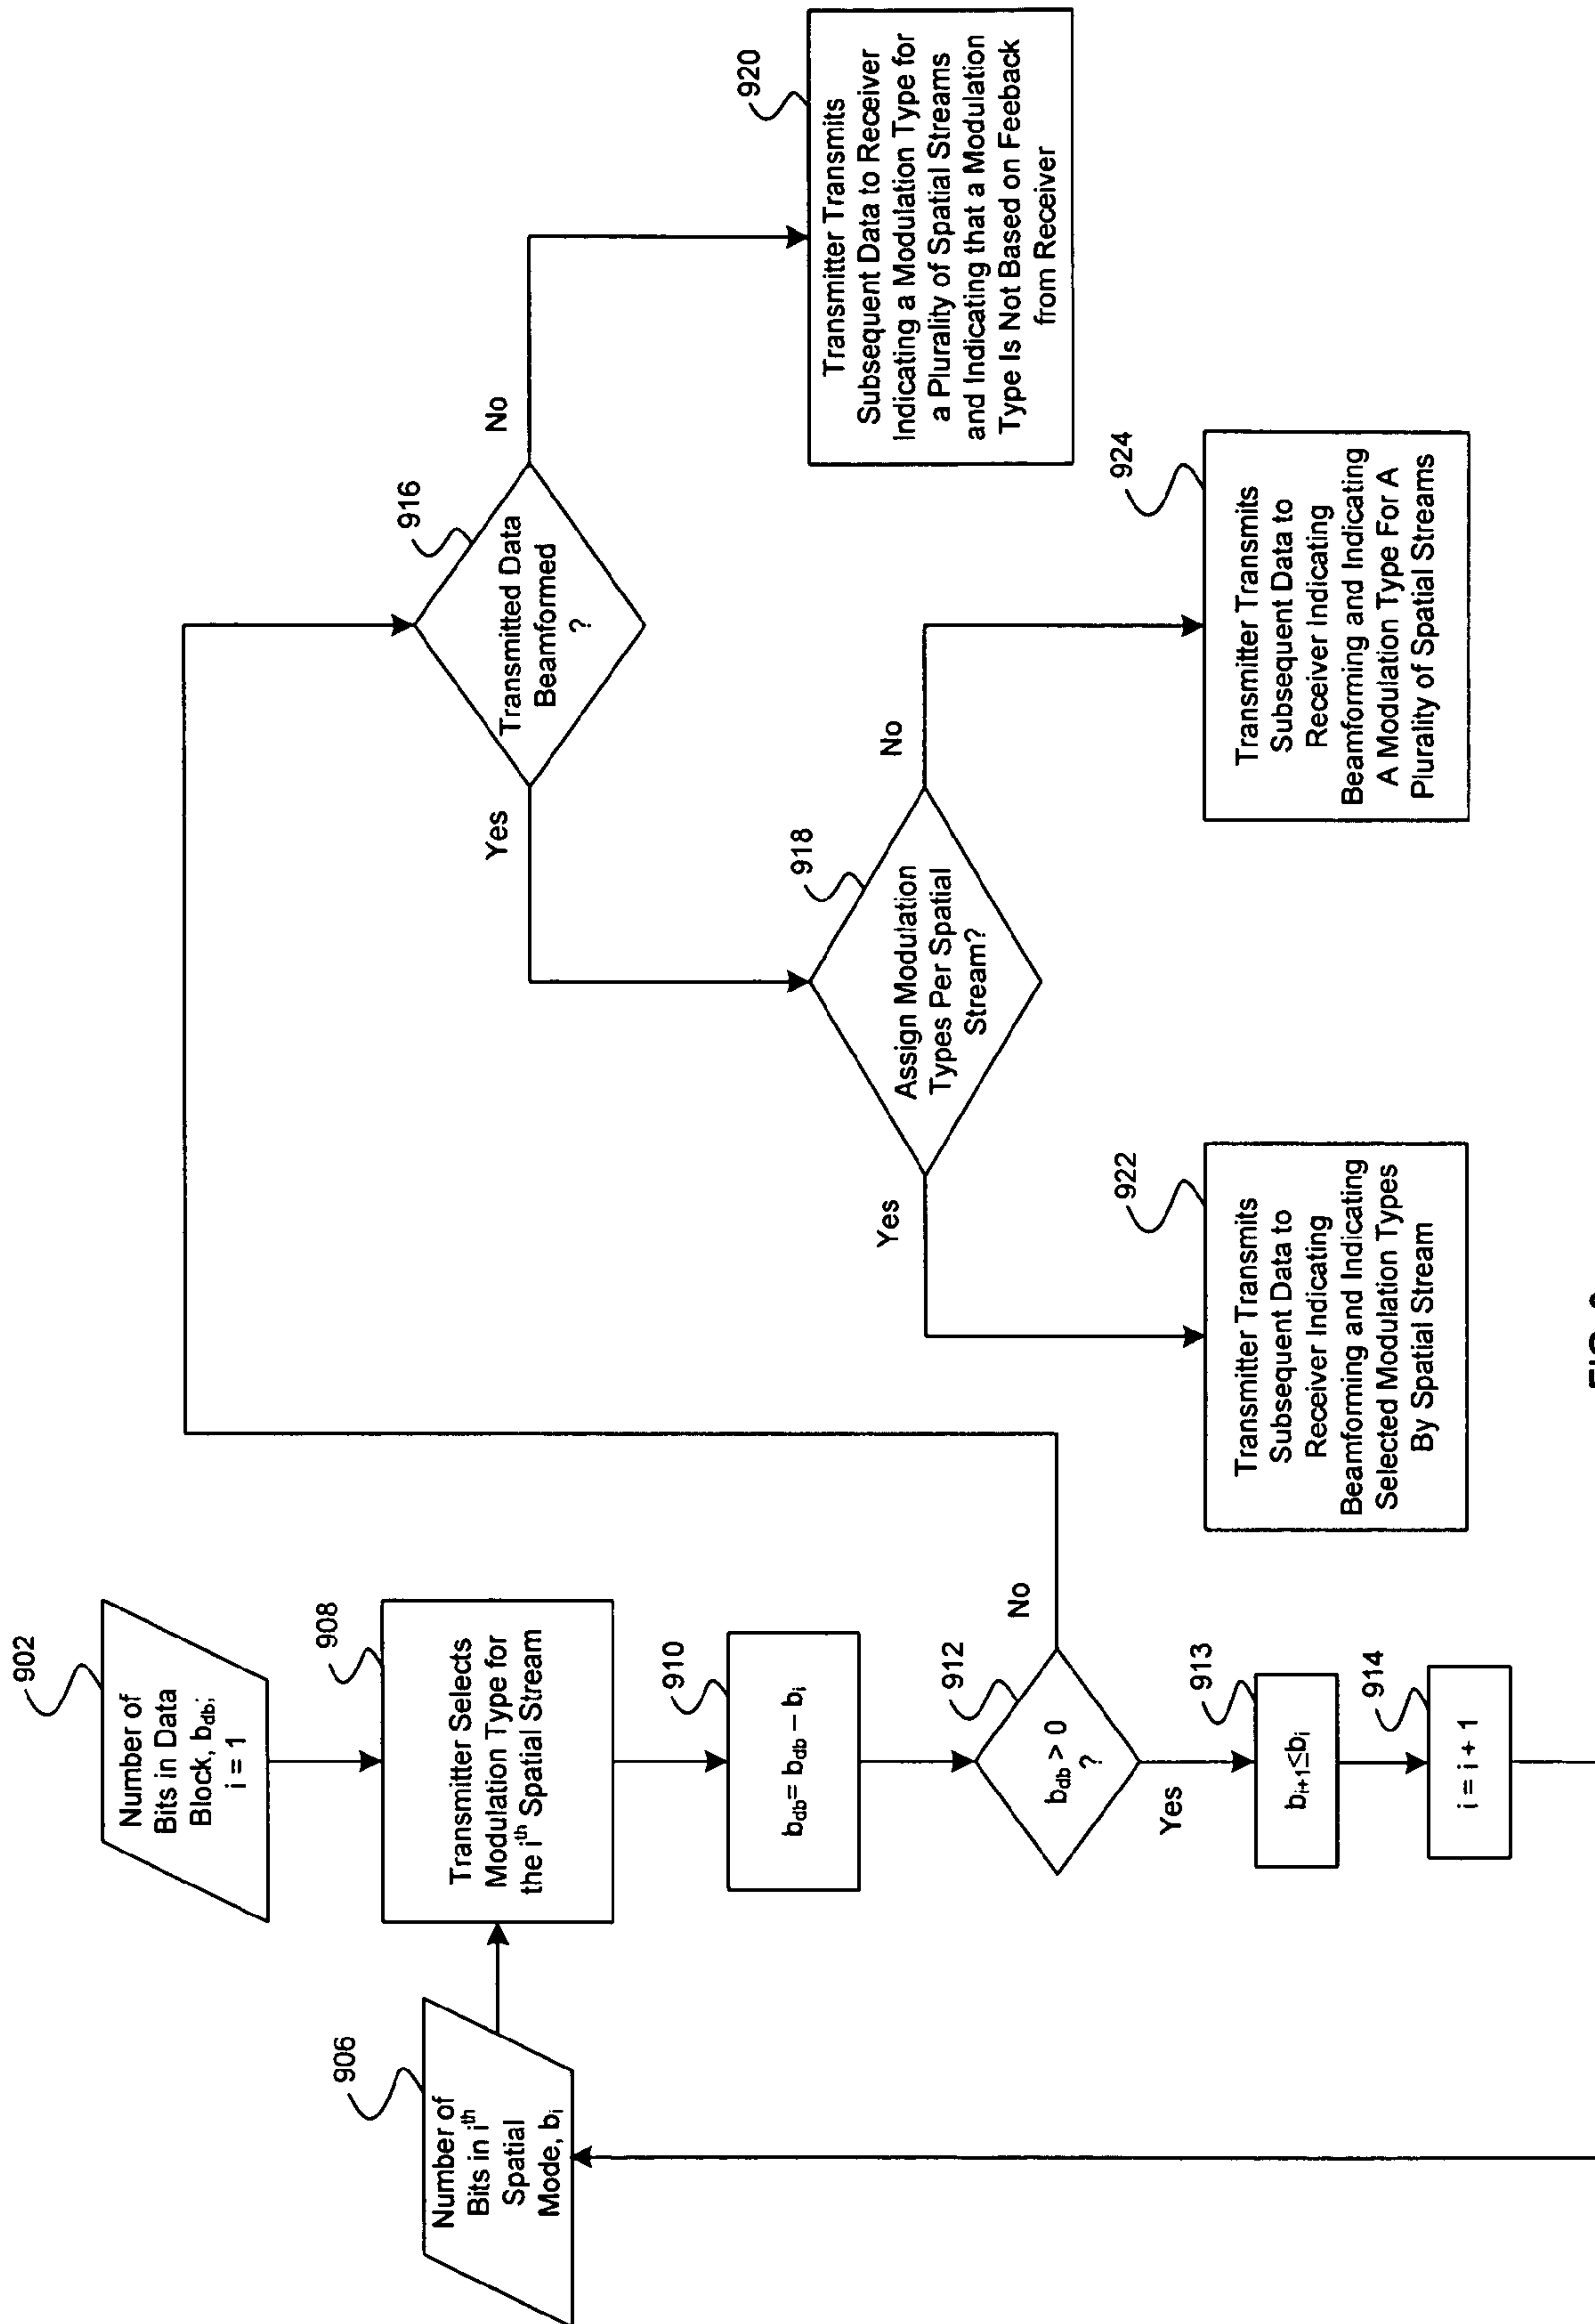 902
Number of
Bits in Data
Block, b_db;
i = 1
906
Number of
Bits in i^th
Spatial
Mode, b_i
908
Transmitter Selects
Modulation Type for
the i^th Spatial Stream
910
b_db = b_db – b_i
912
b_db > 0
?
No
Yes
913
b_i+1 ≤ b_i
914
i = i + 1
916
Transmitted Data
Beamformed
?
Yes
No
918
Assign Modulation
Types Per Spatial
Stream?
Yes
No
920
Transmitter Transmits
Subsequent Data to Receiver
Indicating a Modulation Type for
a Plurality of Spatial Streams
and Indicating that a Modulation
Type Is Not Based on Feeback
from Receiver
922
Transmitter Transmits
Subsequent Data to
Receiver Indicating
Beamforming and Indicating
Selected Modulation Types
By Spatial Stream
924
Transmitter Transmits
Subsequent Data to
Receiver Indicating
Beamforming and Indicating
A Modulation Type For A
Plurality of Spatial Streams